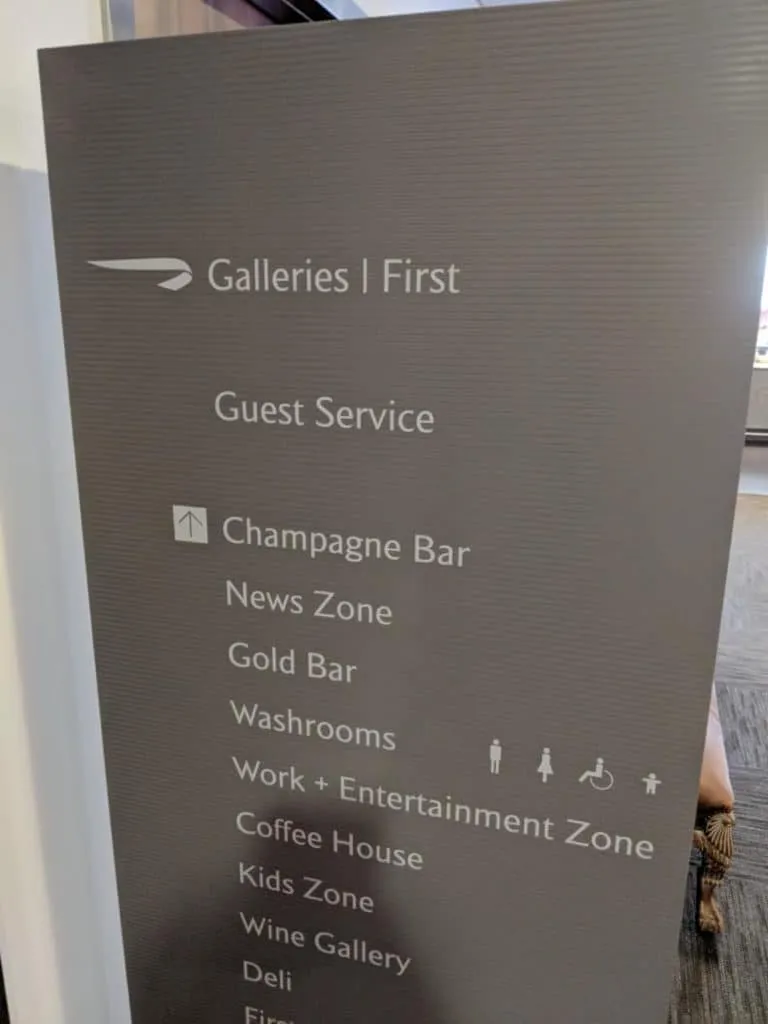 Galleries | First
Guest Service
Champagne Bar
News Zone
Gold Bar
Washrooms
Work + Entertainment Zone
Coffee House
Kids Zone
Wine Gallery
Deli